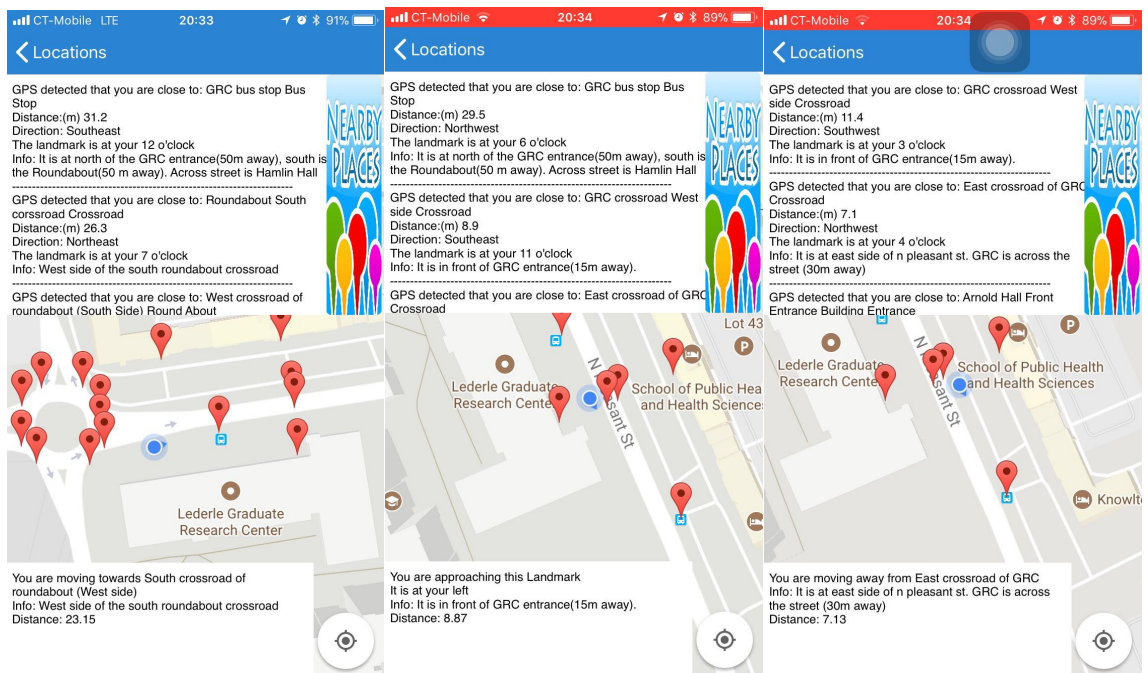 CT-Mobile LTE 20:33 91%
Locations
GPS detected that you are close to: GRC bus stop Bus
Stop
Distance:(m) 31.2
Direction: Southeast
The landmark is at your 12 o'clock
Info: It is at north of the GRC entrance(50m away), south is
the Roundabout(50 m away). Across street is Hamlin Hall
----------------------------------------------------------------------
GPS detected that you are close to: Roundabout South
corssroad Crossroad
Distance:(m) 26.3
Direction: Northeast
The landmark is at your 7 o'clock
Info: West side of the south roundabout crossroad
----------------------------------------------------------------------
GPS detected that you are close to: West crossroad of
roundabout (South Side) Round About
NEARBY
PLACES
Lederle Graduate
Research Center
You are moving towards South crossroad of
roundabout (West side)
Info: West side of the south roundabout crossroad
Distance: 23.15
CT-Mobile 20:34 89%
Locations
GPS detected that you are close to: GRC bus stop Bus
Stop
Distance:(m) 29.5
Direction: Northwest
The landmark is at your 6 o'clock
Info: It is at north of the GRC entrance(50m away), south is
the Roundabout(50 m away). Across street is Hamlin Hall
----------------------------------------------------------------------
GPS detected that you are close to: GRC crossroad West
side Crossroad
Distance:(m) 8.9
Direction: Southeast
The landmark is at your 11 o'clock
Info: It is in front of GRC entrance(15m away).
----------------------------------------------------------------------
GPS detected that you are close to: East crossroad of GRC
Crossroad
NEARBY
PLACES
Lot 43
P
Lederle Graduate
Research Cente
N
asant St
School of Public Hea
and Health Sciences
You are approaching this Landmark
It is at your left
Info: It is in front of GRC entrance(15m away).
Distance: 8.87
CT-Mobile 20:34 89%
Locations
GPS detected that you are close to: GRC crossroad West
side Crossroad
Distance:(m) 11.4
Direction: Southwest
The landmark is at your 3 o'clock
Info: It is in front of GRC entrance(15m away).
----------------------------------------------------------------------
GPS detected that you are close to: East crossroad of GRC
Crossroad
Distance:(m) 7.1
Direction: Northwest
The landmark is at your 4 o'clock
Info: It is at east side of n pleasant st. GRC is across the
street (30m away)
----------------------------------------------------------------------
GPS detected that you are close to: Arnold Hall Front
Entrance Building Entrance
NEARBY
PLACES
P
Lederle Graduate
Research Center
N
asant St
School of Public Health
and Health Sciences
Knowlt
You are moving away from East crossroad of GRC
Info: It is at east side of n pleasant st. GRC is across
the street (30m away)
Distance: 7.13